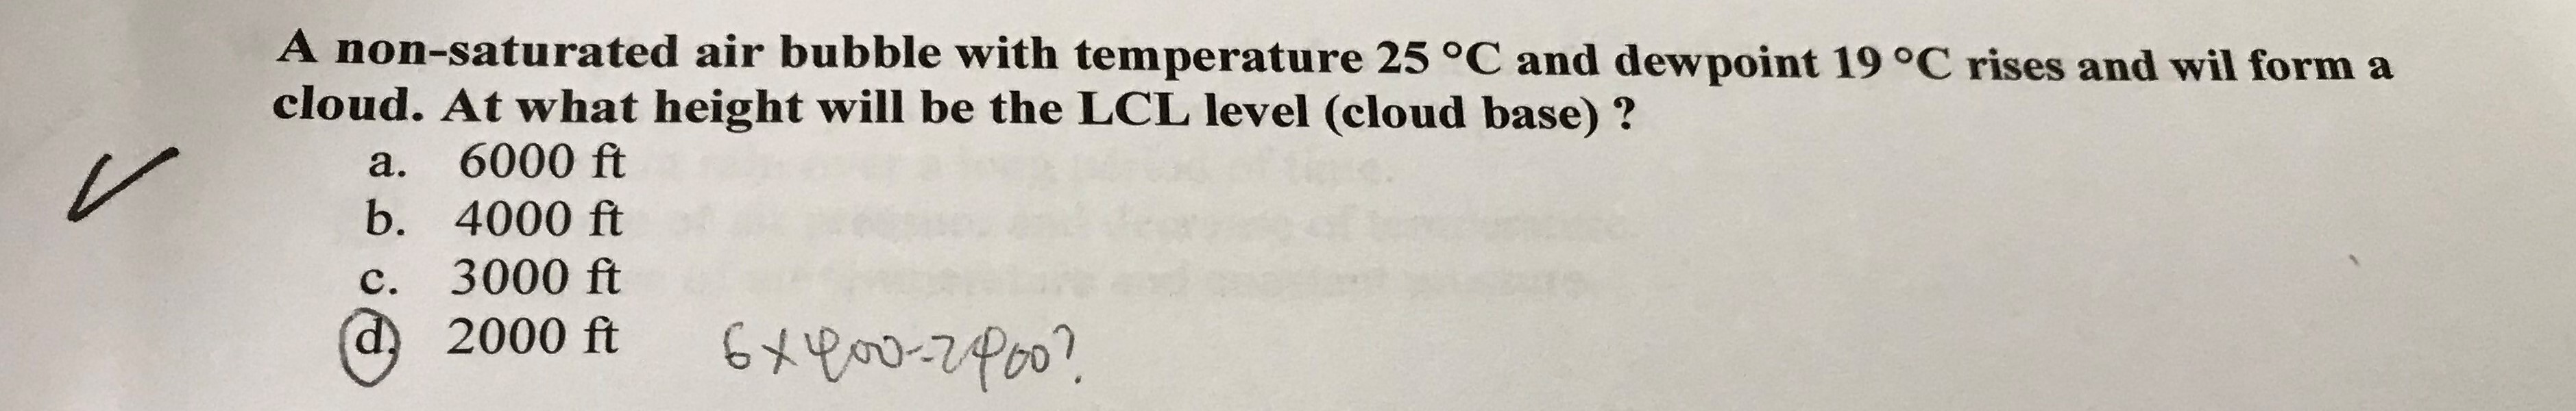 A non-saturated air bubble with temperature 25 °C and dewpoint 19 °C rises and wil form a
cloud. At what height will be the LCL level (cloud base) ?
a. 6000 ft
b. 4000 ft
c. 3000 ft
d. 2000 ft 6×400=2400?